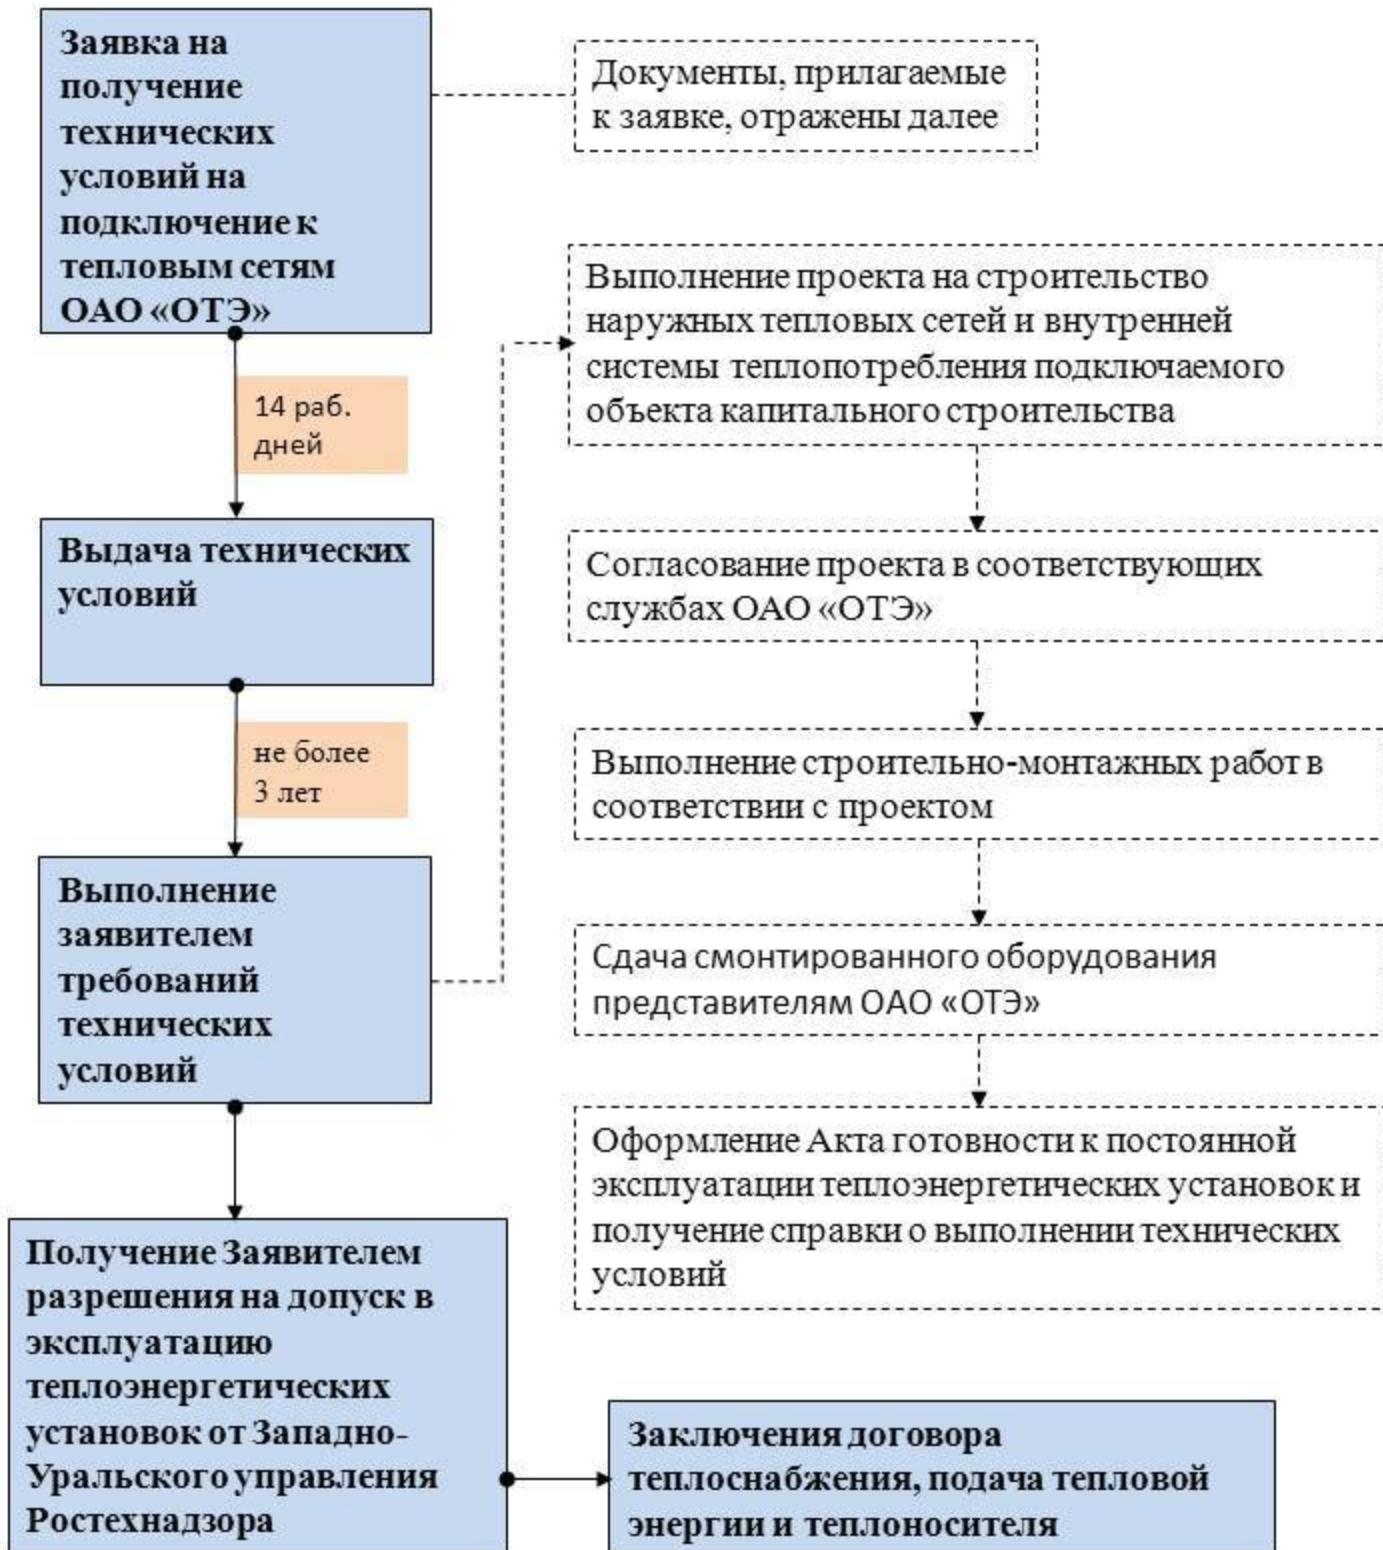 Заявка на
получение
технических
условий на
подключение к
тепловым сетям
ОАО «ОТЭ»
Документы, прилагаемые
к заявке, отражены далее
14 раб.
дней
Выдача технических
условий
не более
3 лет
Выполнение
заявителем
требований
технических
условий
Выполнение проекта на строительство
наружных тепловых сетей и внутренней
системы теплопотребления подключаемого
объекта капитального строительства
Согласование проекта в соответствующих
службах ОАО «ОТЭ»
Выполнение строительно-монтажных работ в
соответствии с проектом
Сдача смонтированного оборудования
представителям ОАО «ОТЭ»
Оформление Акта готовности к постоянной
эксплуатации теплоэнергетических установок и
получение справки о выполнении технических
условий
Получение Заявителем
разрешения на допуск в
эксплуатацию
теплоэнергетических
установок от Западно-
Уральского управления
Ростехнадзора
Заключения договора
теплоснабжения, подача тепловой
энергии и теплоносителя